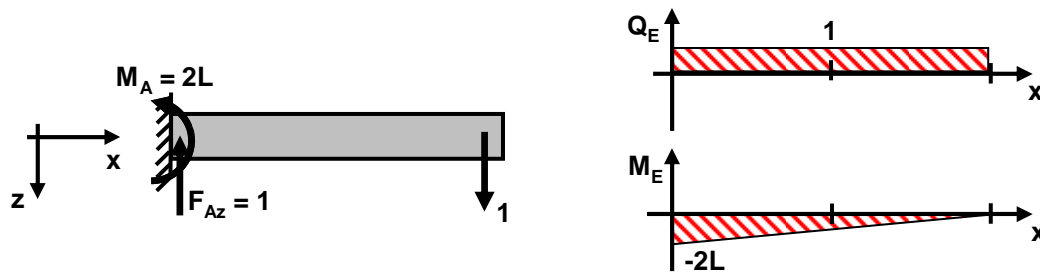 M_A = 2L
x
z
F_Az = 1
1
Q_E
1
x
M_E
x
-2L